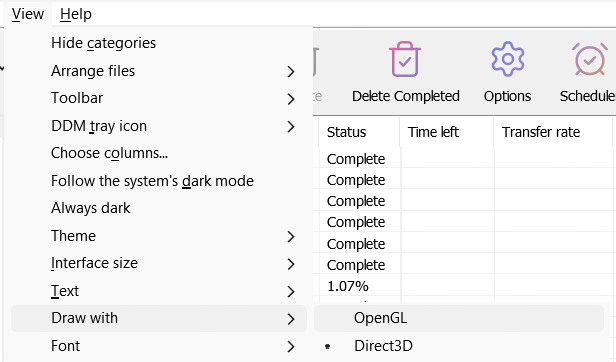 View Help
Hide categories
Arrange files
Toolbar
DDM tray icon
Choose columns...
Follow the system's dark mode
Always dark
Theme
Interface size
Text
Draw with
Font
Delete Completed
Options
Status
Time left
Transfer rate
Complete
Complete
Complete
Complete
Complete
Complete
1.07%
OpenGL
Direct3D